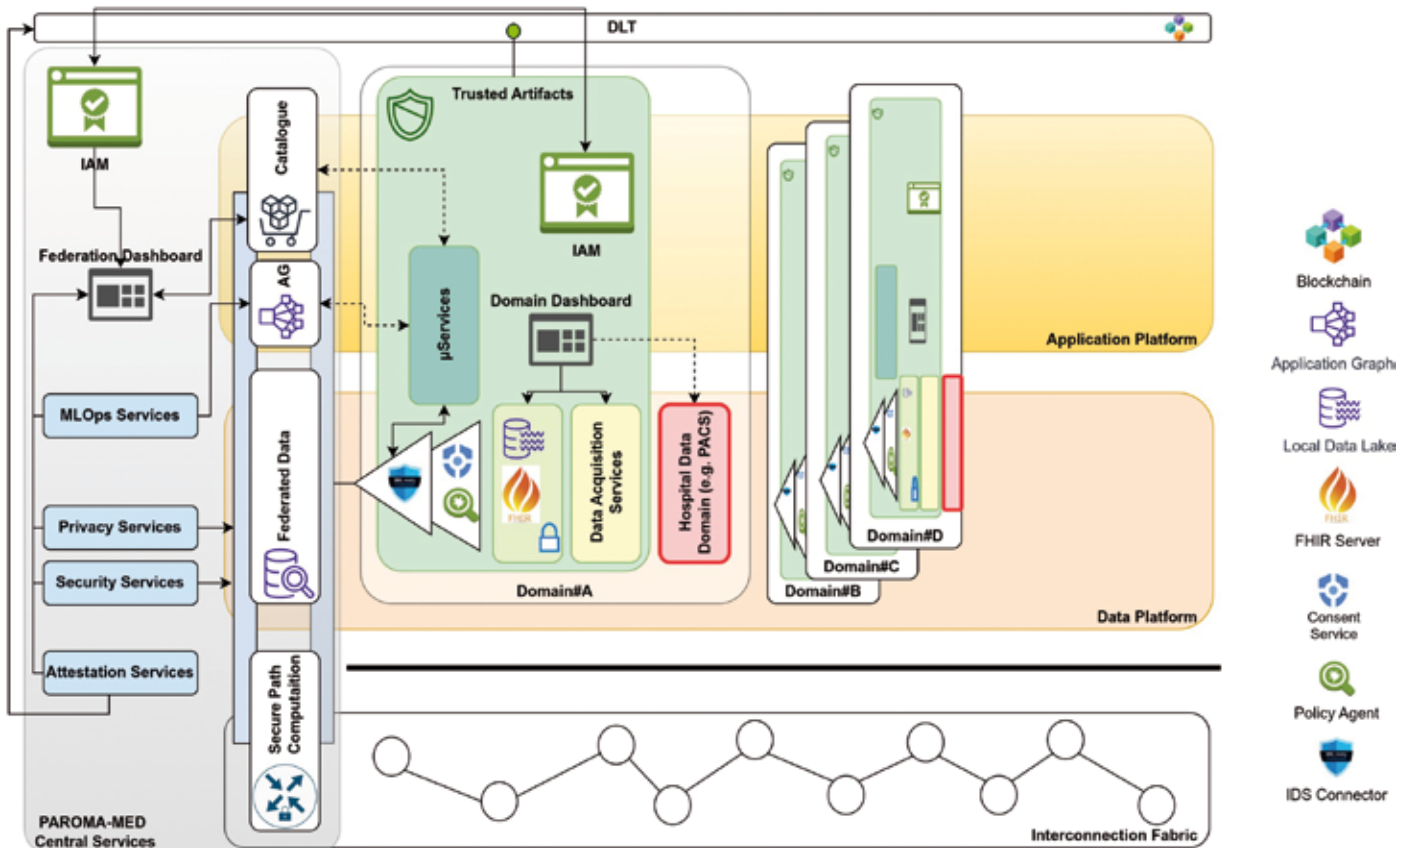 DLT
IAM
Federation Dashboard
MLOps Services
Privacy Services
Security Services
Attestation Services
PAROMA-MED
Central Services
Catalogue
AG
Federated Data
Secure Path
Computaition
Trusted Artifacts
IAM
µServices
Domain Dashboard
FHIR
Data Acquisition
Services
Hospital Data
Domain (e.g. PACS)
Domain#A
Domain#B
Domain#C
Domain#D
Application Platform
Data Platform
Interconnection Fabric
Blockchain
Application Graph
Local Data Lake
FHIR
FHIR Server
Consent
Service
Policy Agent
IDS Connector